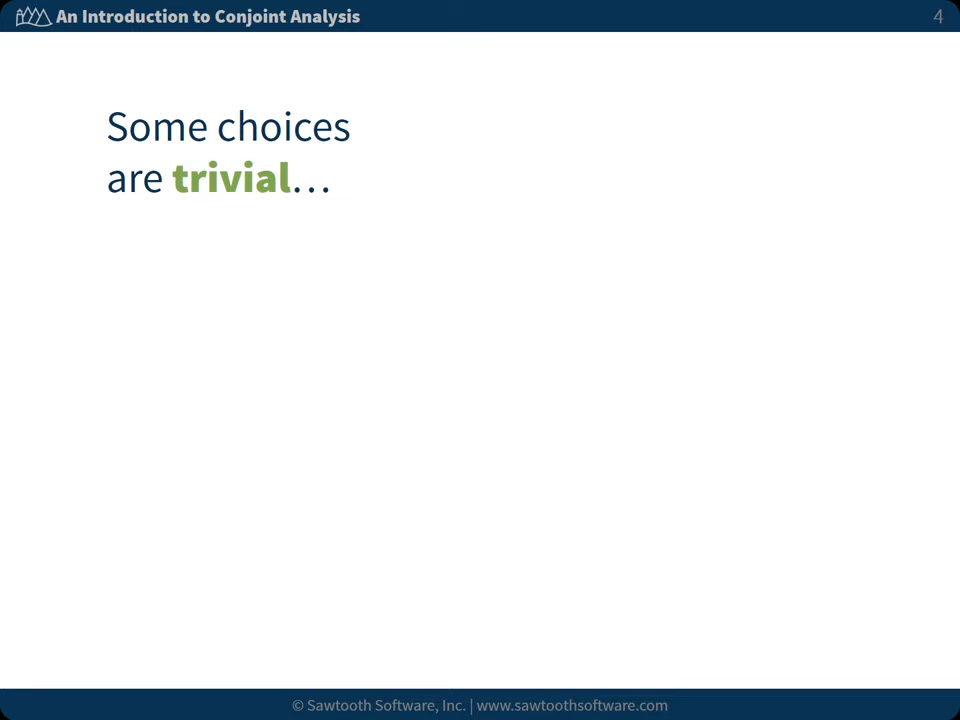 An Introduction to Conjoint Analysis
4
Some choices
are trivial…
© Sawtooth Software, Inc. | www.sawtoothsoftware.com